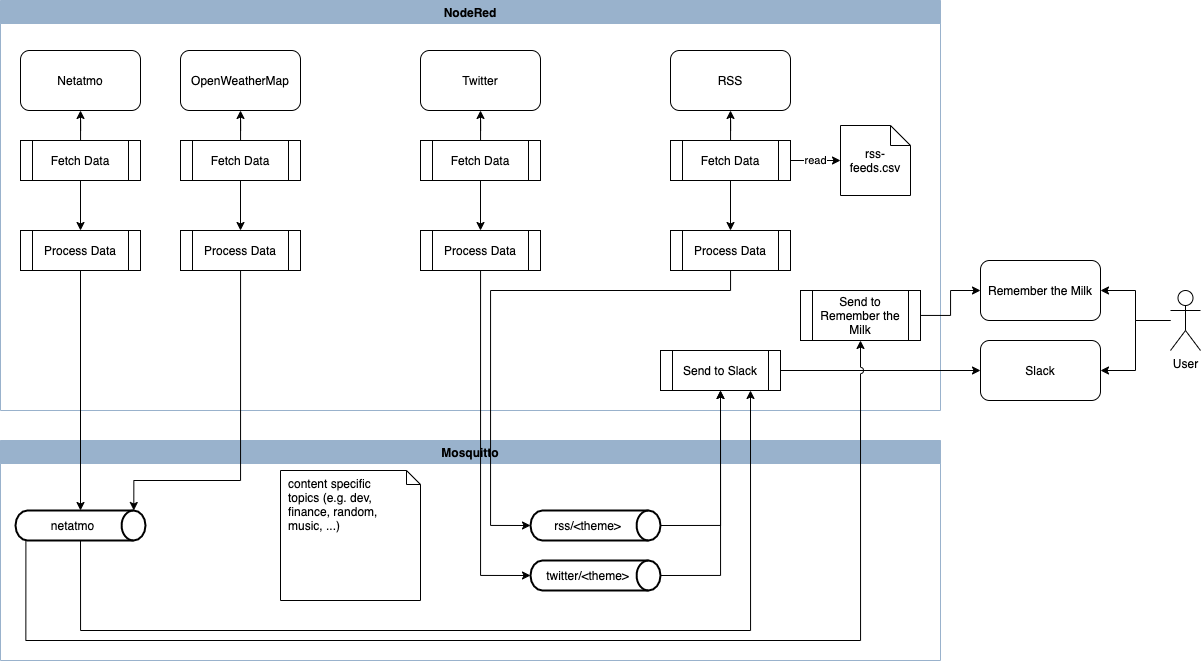 NodeRed
Netatmo
OpenWeatherMap
Twitter
RSS
Fetch Data
Fetch Data
Fetch Data
Fetch Data
read
rss-
feeds.csv
Process Data
Process Data
Process Data
Process Data
Send to
Remember the
Milk
Remember the Milk
Send to Slack
Slack
User
Mosquitto
content specific
topics (e.g. dev,
finance, random,
music, ...)
netatmo
rss/<theme>
twitter/<theme>